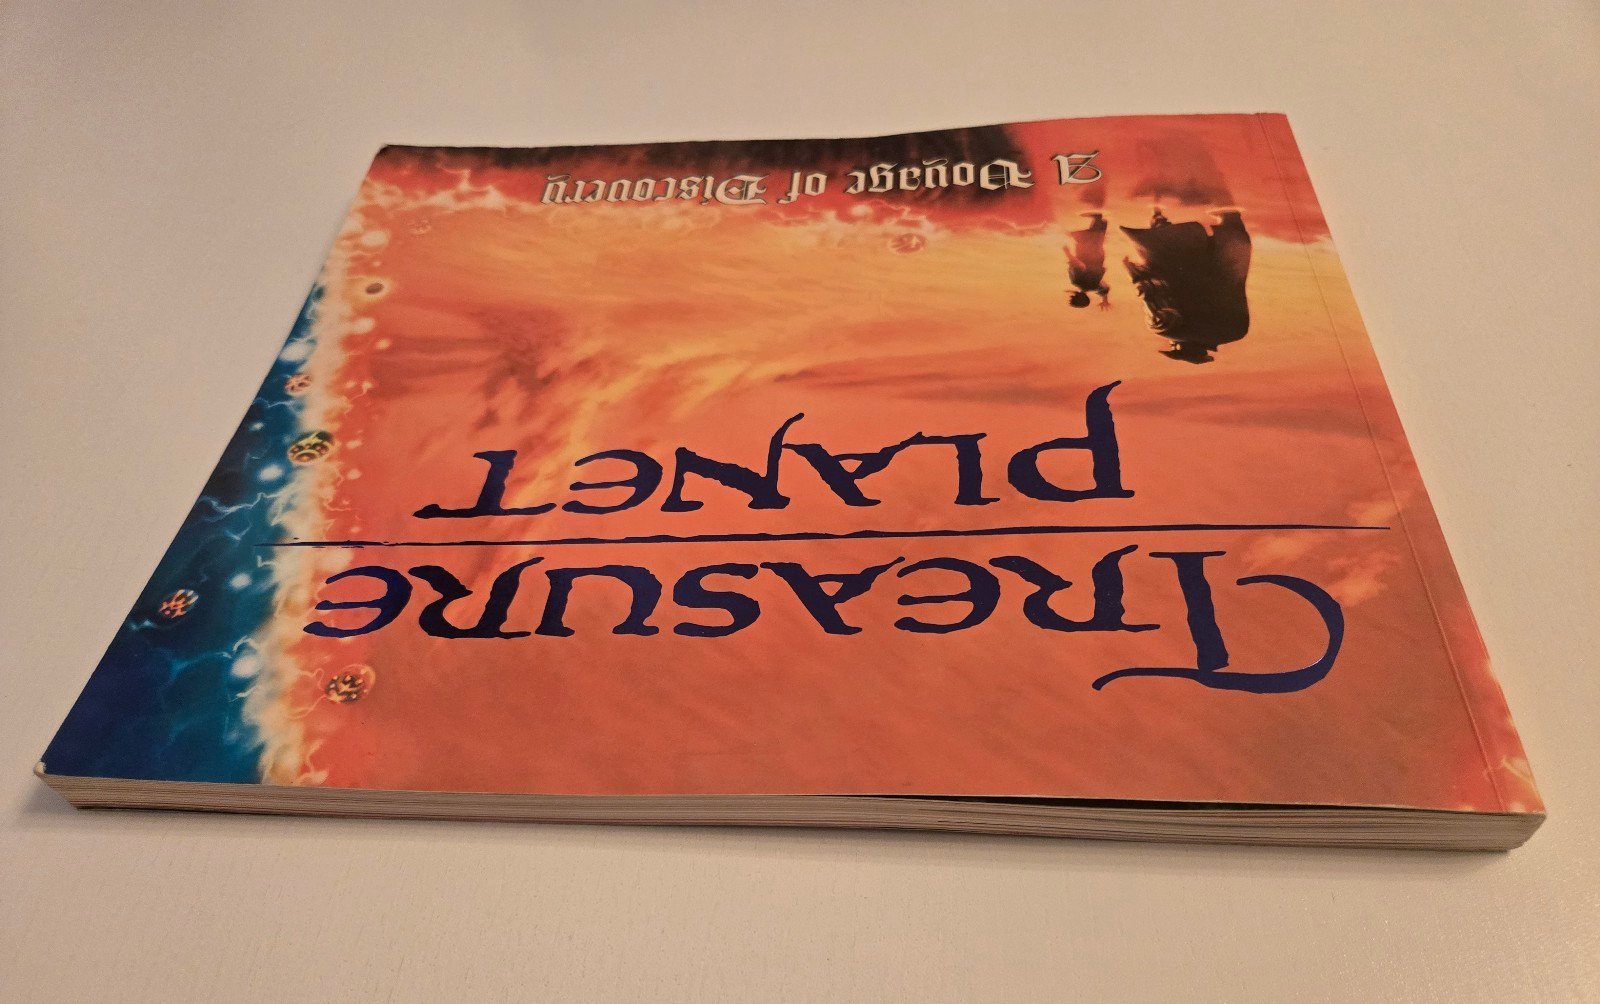 TREASURE
PLANET
A Voyage of Discovery